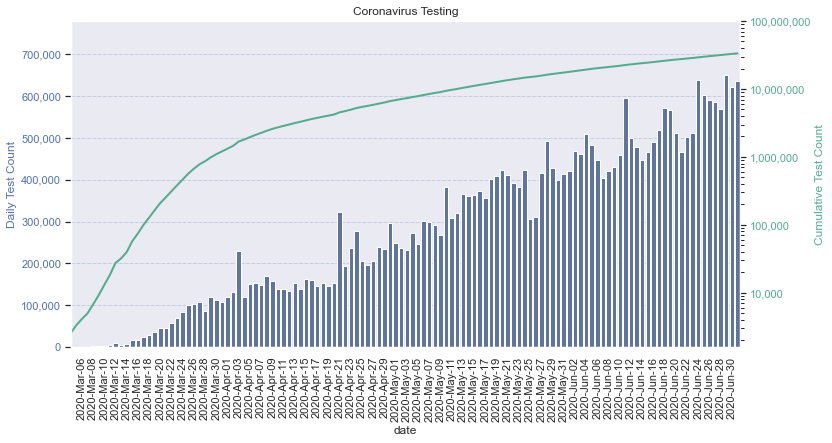 Coronavirus Testing
Daily Test Count
700,000
600,000
500,000
400,000
300,000
200,000
100,000
0
100,000,000
10,000,000
1,000,000
100,000
10,000
Cumulative Test Count
2020-Mar-06
2020-Mar-08
2020-Mar-10
2020-Mar-12
2020-Mar-14
2020-Mar-16
2020-Mar-18
2020-Mar-20
2020-Mar-22
2020-Mar-24
2020-Mar-26
2020-Mar-28
2020-Mar-30
2020-Apr-01
2020-Apr-03
2020-Apr-05
2020-Apr-07
2020-Apr-09
2020-Apr-11
2020-Apr-13
2020-Apr-15
2020-Apr-17
2020-Apr-19
2020-Apr-21
2020-Apr-23
2020-Apr-25
2020-Apr-27
2020-Apr-29
2020-May-01
2020-May-03
2020-May-05
2020-May-07
2020-May-09
2020-May-11
2020-May-13
2020-May-15
2020-May-17
2020-May-19
2020-May-21
2020-May-23
2020-May-25
2020-May-27
2020-May-29
2020-May-31
2020-Jun-02
2020-Jun-04
2020-Jun-06
2020-Jun-08
2020-Jun-10
2020-Jun-12
2020-Jun-14
2020-Jun-16
2020-Jun-18
2020-Jun-20
2020-Jun-22
2020-Jun-24
2020-Jun-26
2020-Jun-28
2020-Jun-30
date